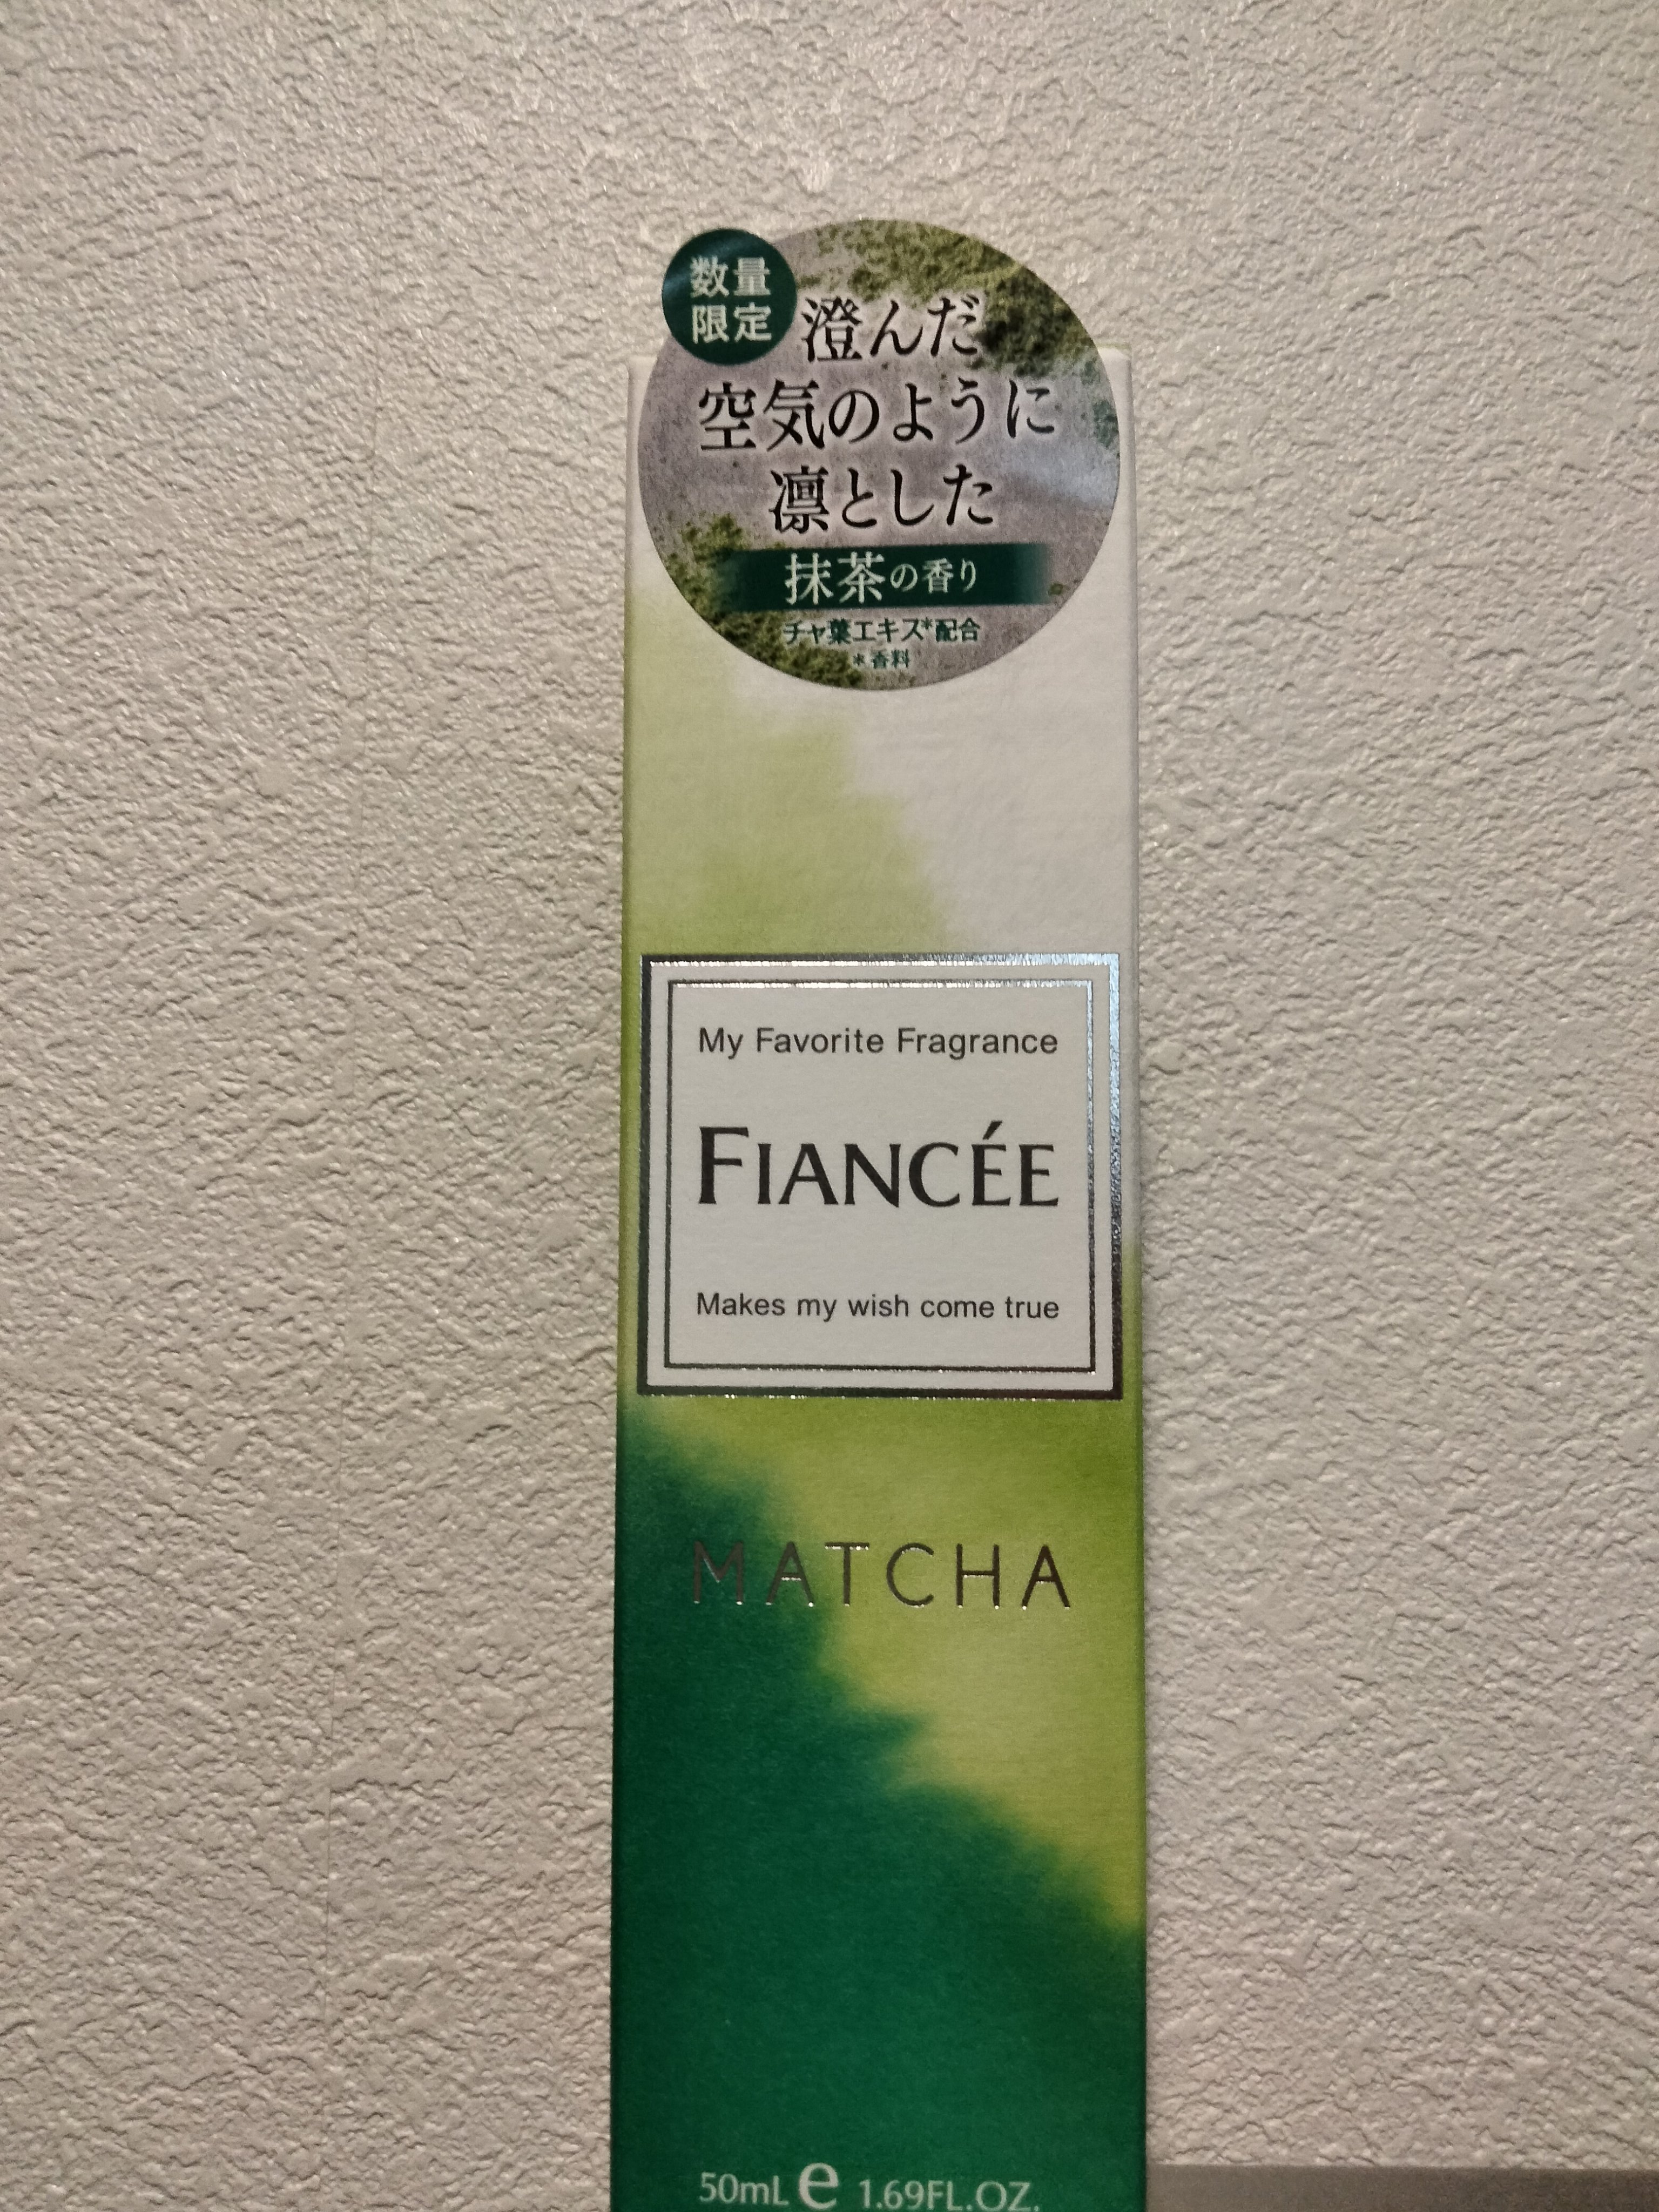 数量
限定
澄んだ
空気のように
凛とした
抹茶の香り
チャ葉エキス*配合
*香料
My Favorite Fragrance
FIANCÉE
Makes my wish come true
MATCHA
50mL e 1.69FL.OZ.